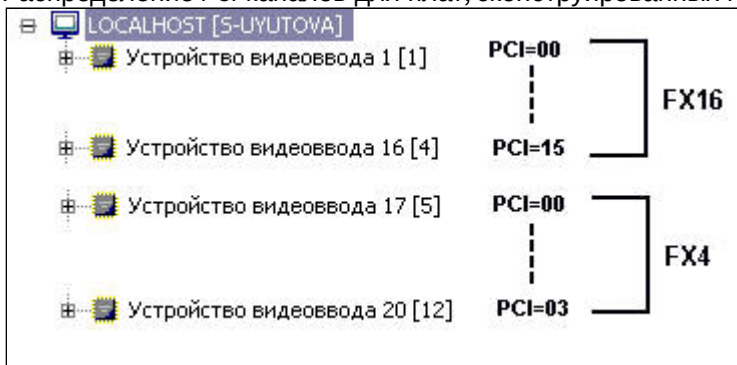 LOCALHOST [S-UYUTOVA]
Устройство видеоввода 1 [1] PCI=00
FX16
Устройство видеоввода 16 [4] PCI=15
Устройство видеоввода 17 [5] PCI=00
FX4
Устройство видеоввода 20 [12] PCI=03